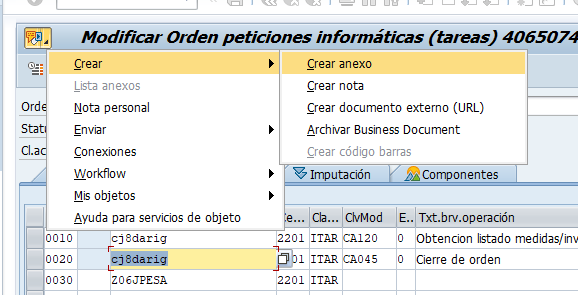 Modificar Orden peticiones informáticas (tareas) 4065074
Crear
Lista anexos
Nota personal
Enviar
Conexiones
Workflow
Mis objetos
Ayuda para servicios de objeto
Crear anexo
Crear nota
Crear documento externo (URL)
Archivar Business Document
Crear código barras
Orde
Statu
Cl.ac
Imputación
Componentes
Ce... Cla... ClvMod E... Txt.brv.operación
0010 cj8darig 2201 ITAR CA120 0 Obtencion listado medidas/inv
0020 cj8darig 2201 ITAR CA045 0 Cierre de orden
0030 Z06JPESA 2201 ITAR